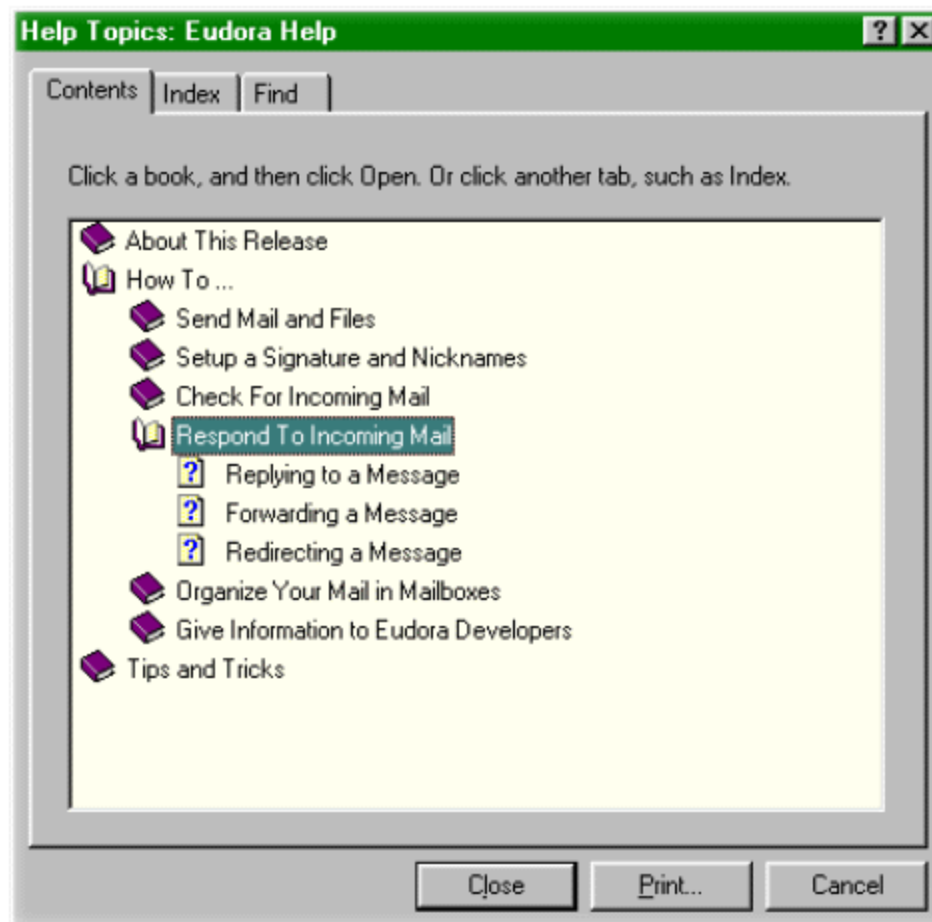 Help Topics: Eudora Help
Contents Index Find
Click a book, and then click Open. Or click another tab, such as Index.
About This Release
How To ...
Send Mail and Files
Setup a Signature and Nicknames
Check For Incoming Mail
Respond To Incoming Mail
Replying to a Message
Forwarding a Message
Redirecting a Message
Organize Your Mail in Mailboxes
Give Information to Eudora Developers
Tips and Tricks
Close Print... Cancel